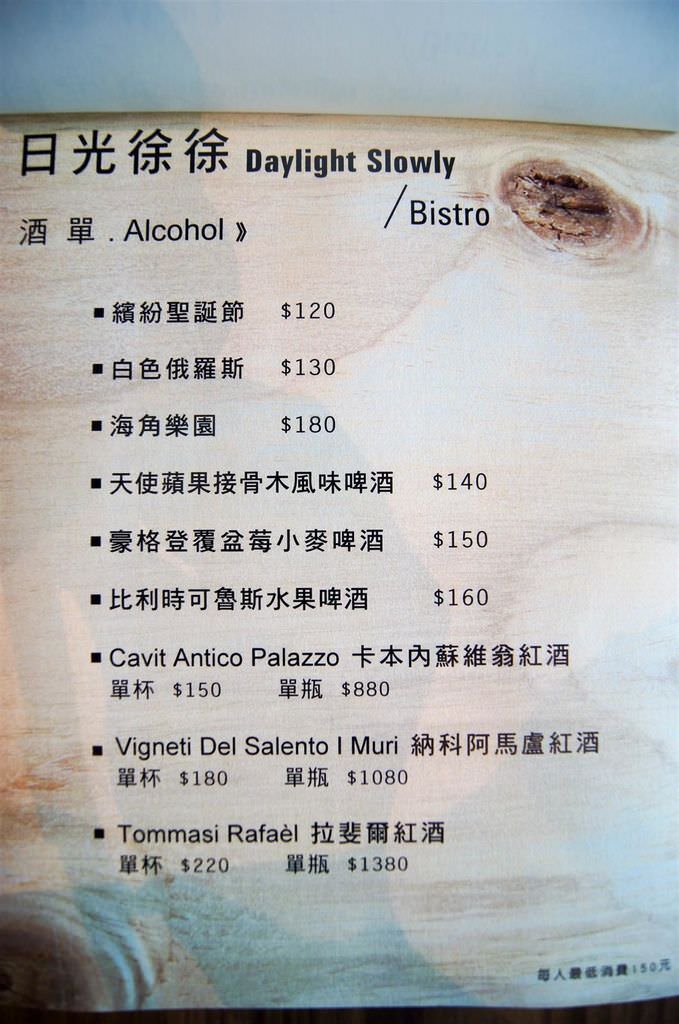 日光徐徐 Daylight Slowly
/Bistro
酒 單 . Alcohol 》
▪ 繽紛聖誕節 $120
▪ 白色俄羅斯 $130
▪ 海角樂園 $180
▪ 天使蘋果接骨木風味啤酒 $140
▪ 豪格登覆盆莓小麥啤酒 $150
▪ 比利時可魯斯水果啤酒 $160
▪ Cavit Antico Palazzo 卡本內蘇維翁紅酒
單杯 $150 單瓶 $880
▪ Vigneti Del Salento I Muri 納科阿馬盧紅酒
單杯 $180 單瓶 $1080
▪ Tommasi Rafaèl 拉斐爾紅酒
單杯 $220 單瓶 $1380
每人最低消費150元